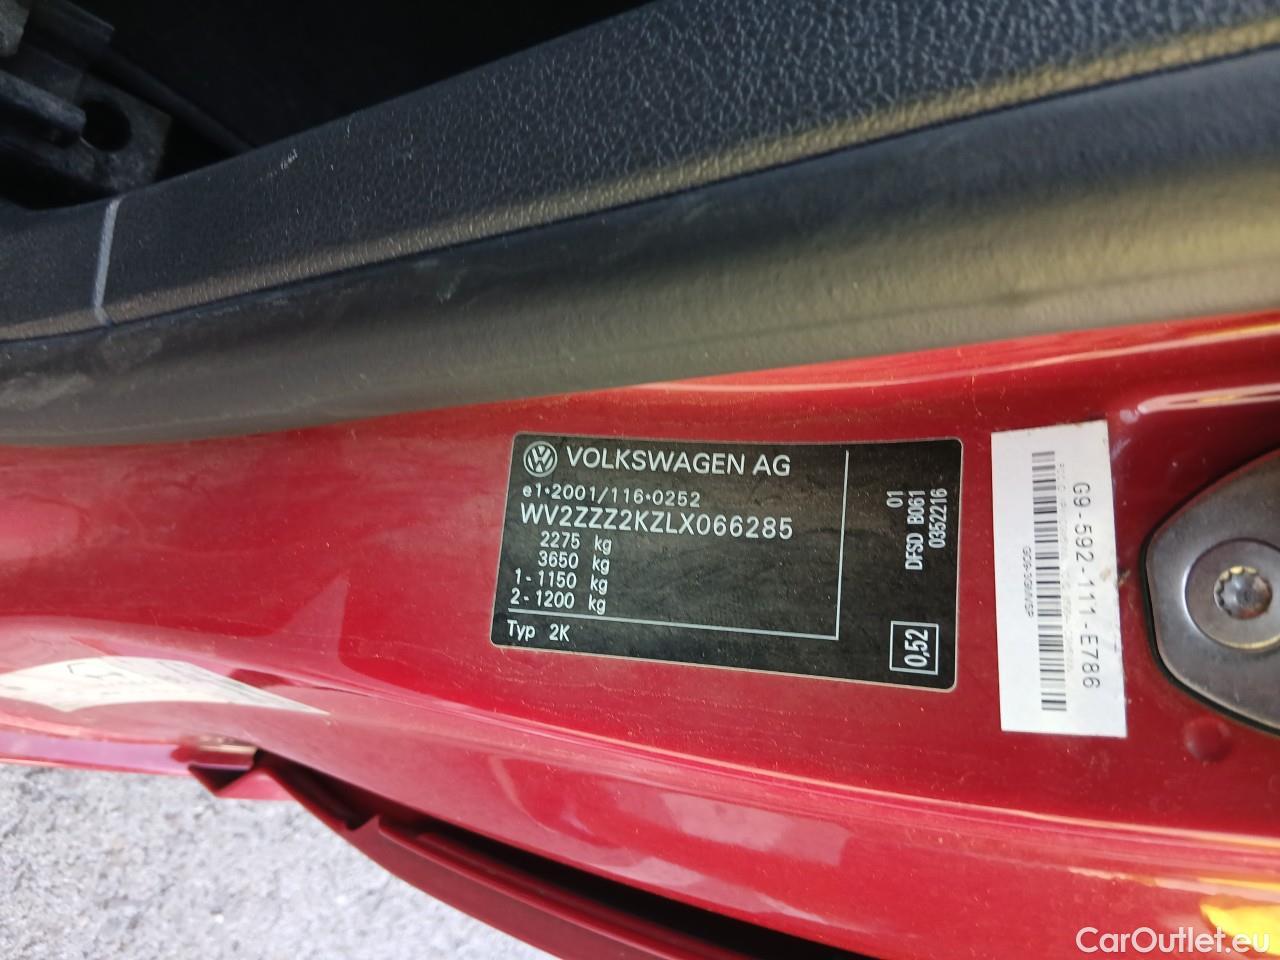 VOLKSWAGEN AG
e1*2001/116*0252
WV2ZZZ2KZLX066285
2275 kg
3650 kg
1-1150 kg
2-1200 kg
Typ 2K
01
DFSD B061
0352216
0,52
G9-592-111-E786
CarOutlet.eu